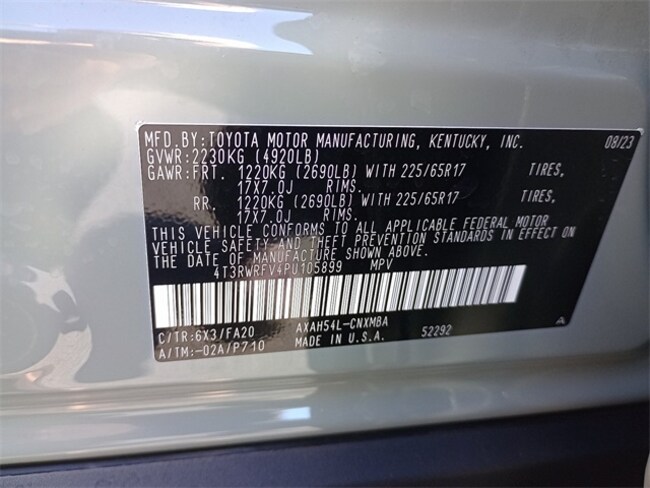 MFD.BY:TOYOTA MOTOR MANUFACTURING, KENTUCKY, INC. 08/23
GVWR:2230KG (4920LB)
GAWR:FRT. 1220KG (2690LB) WITH 225/65R17 TIRES,
17X7.0J RIMS.
RR. 1220KG (2690LB) WITH 225/65R17 TIRES,
17X7.0J RIMS.
THIS VEHICLE CONFORMS TO ALL APPLICABLE FEDERAL MOTOR
VEHICLE SAFETY AND THEFT PREVENTION STANDARDS IN EFFECT ON
THE DATE OF MANUFACTURE SHOWN ABOVE.
4T3RWRFV4PU105899 MPV
C/TR:6X3/FA20 AXAH54L-CNXMBA A
A/TM:-02A/P710 MADE IN U.S.A. 52292